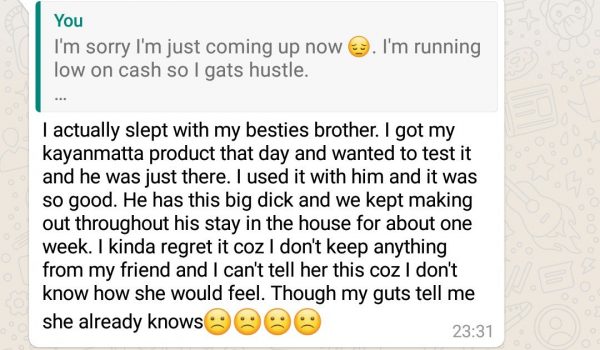 You
I'm sorry I'm just coming up now 😔. I'm running
low on cash so I gats hustle.
...
I actually slept with my besties brother. I got my
kayanmatta product that day and wanted to test it
and he was just there. I used it with him and it was
so good. He has this big dick and we kept making
out throughout his stay in the house for about one
week. I kinda regret it coz I don't keep anything
from my friend and I can't tell her this coz I don't
know how she would feel. Though my guts tell me
she already knows🙁🙁🙁🙁
23:31